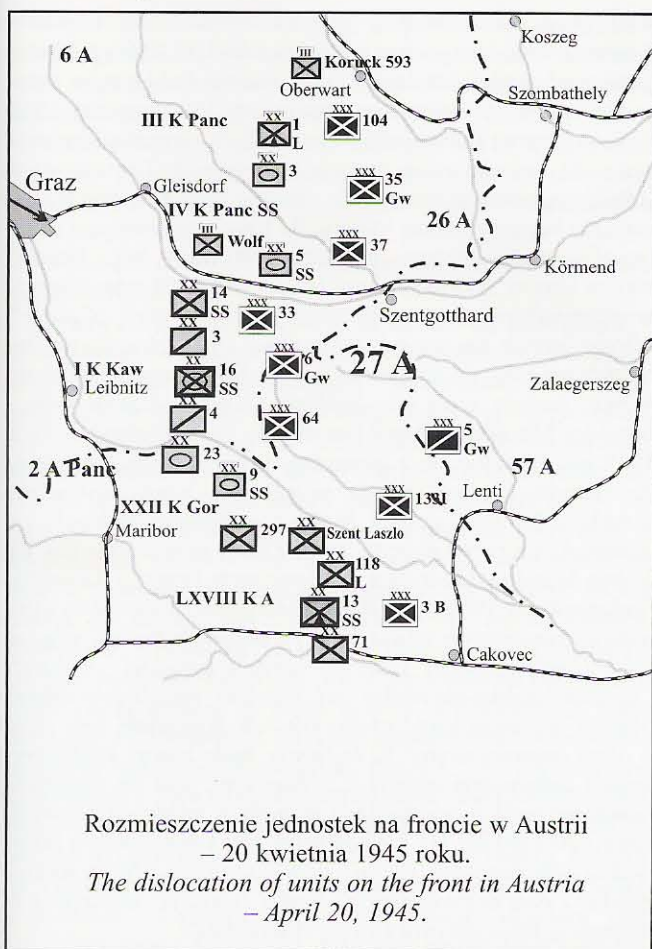 Koszeg
6 A
III
Koruck 593
Oberwart
Szombathely
III K Panc
XX
1
L
XXX
104
XX
3
XXX
35
Gw
Graz
Gleisdorf
IV K Panc SS
26 A
III
Wolf
XX
5
SS
XXX
37
Körmend
XX
14
SS
XXX
33
Szentgotthard
XX
3
I K Kaw
Leibnitz
XX
16
SS
XXX
6
Gw
27 A
Zalaegerszeg
XX
4
XXX
64
XXX
5
Gw
2 A Panc
XX
23
XX
9
SS
57 A
XXII K Gor
XXX
Lenti
Maribor
XX
297
XX
Szent Laszlo
XX
118
L
LXVIII K A
XX
13
SS
XXX
3 B
XX
71
Cakovec
Rozmieszczenie jednostek na froncie w Austrii
– 20 kwietnia 1945 roku.
The dislocation of units on the front in Austria
– April 20, 1945.